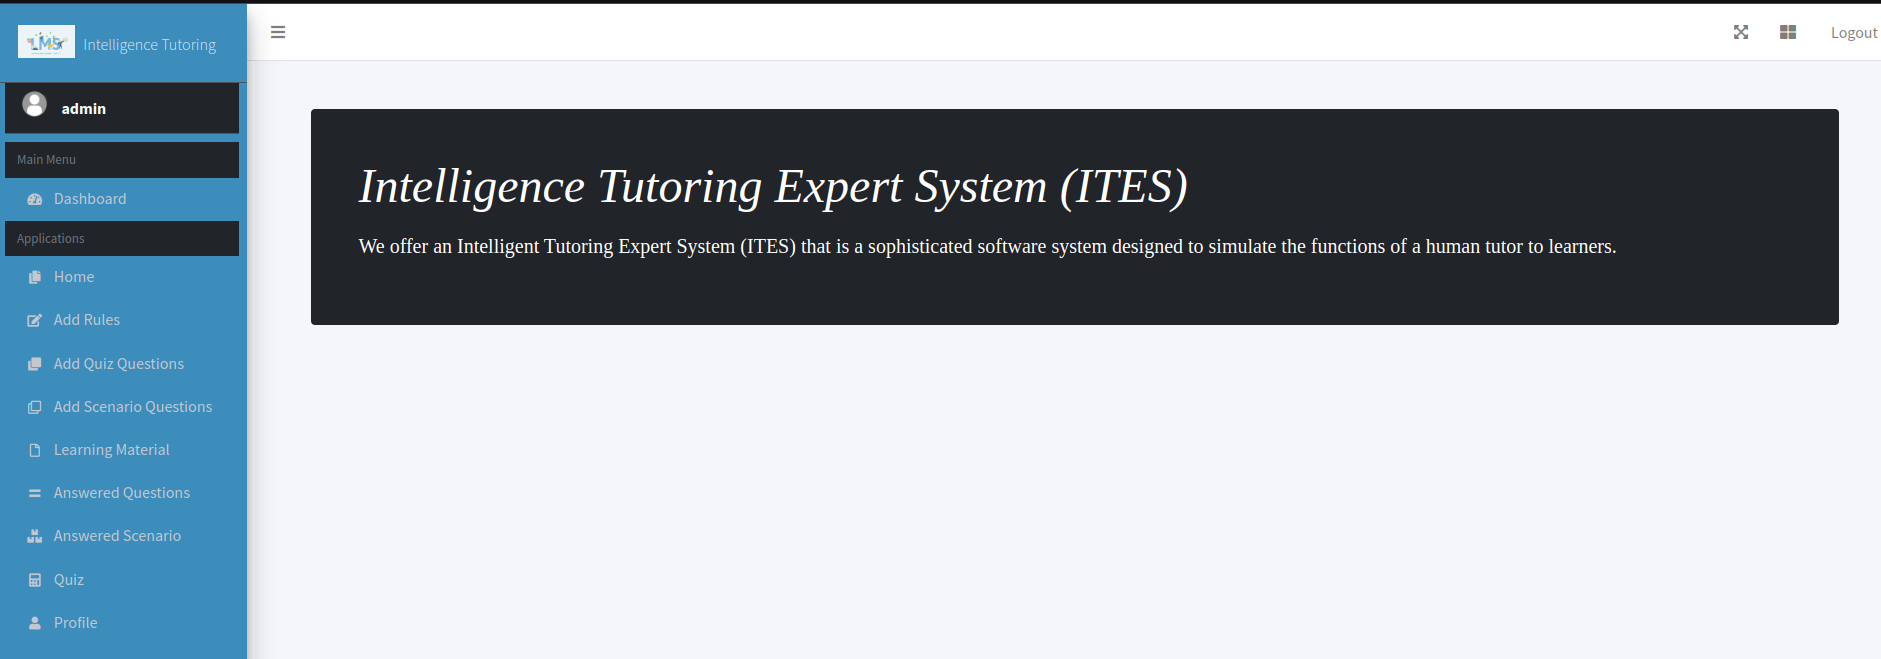 LMS
Intelligence Tutoring
Logout
admin
Main Menu
Dashboard
Applications
Home
Add Rules
Add Quiz Questions
Add Scenario Questions
Learning Material
Answered Questions
Answered Scenario
Quiz
Profile
Intelligence Tutoring Expert System (ITES)
We offer an Intelligent Tutoring Expert System (ITES) that is a sophisticated software system designed to simulate the functions of a human tutor to learners.